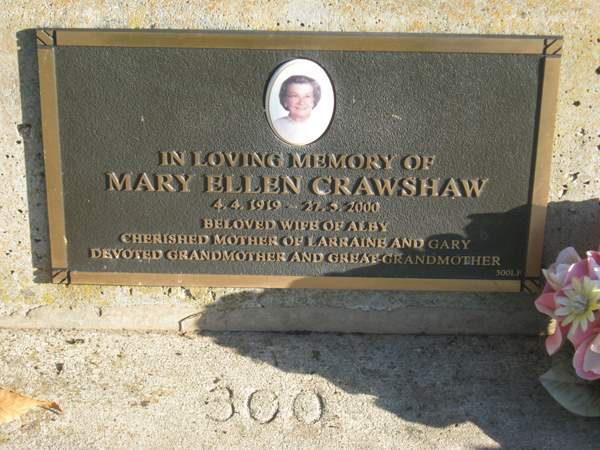 IN LOVING MEMORY OF
MARY ELLEN CRAWSHAW
4.4.1919 - 27.5.2000
BELOVED WIFE OF ALBY
CHERISHED MOTHER OF LARRAINE AND GARY
DEVOTED GRANDMOTHER AND GREAT-GRANDMOTHER
300LF
300